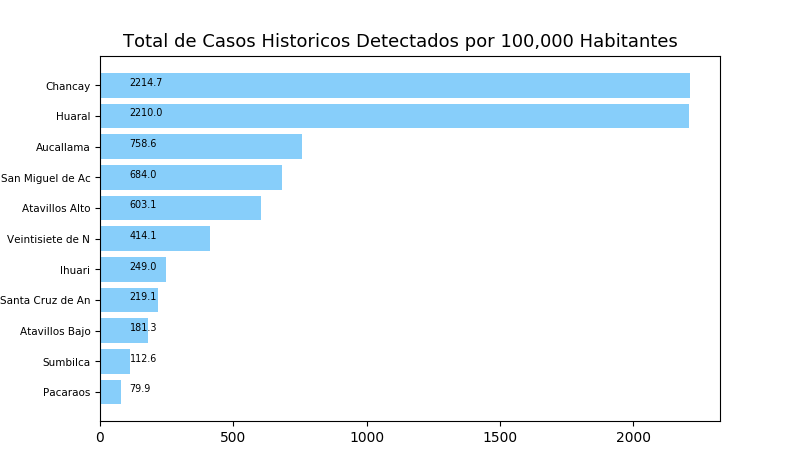 Total de Casos Historicos Detectados por 100,000 Habitantes
Chancay 2214.7
Huaral 2210.0
Aucallama 758.6
San Miguel de Ac 684.0
Atavillos Alto 603.1
Veintisiete de N 414.1
Ihuari 249.0
Santa Cruz de An 219.1
Atavillos Bajo 181.3
Sumbilca 112.6
Pacaraos 79.9
0 500 1000 1500 2000